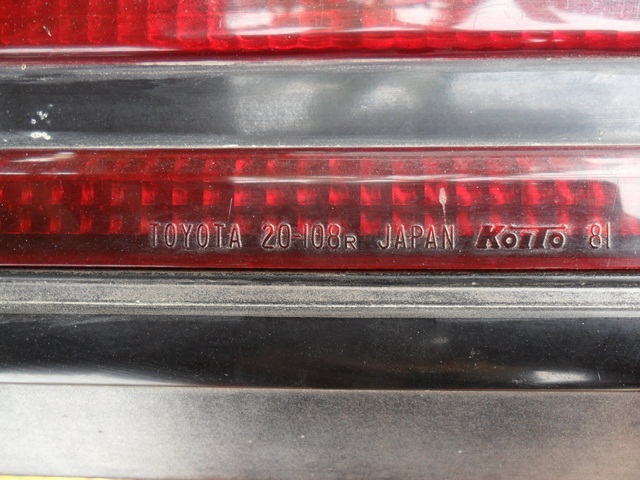 TOYOTA 20-108R JAPAN KOITO 81